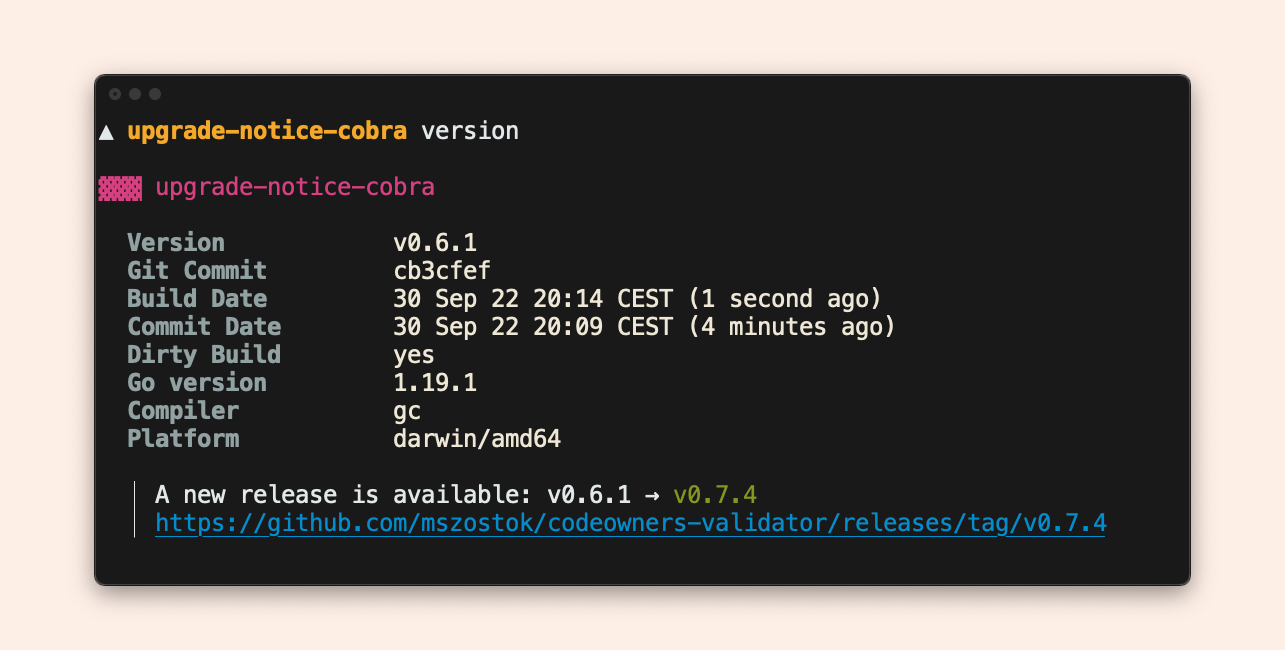 ▲ upgrade-notice-cobra version
▓▓▓ upgrade-notice-cobra
Version v0.6.1
Git Commit cb3cfef
Build Date 30 Sep 22 20:14 CEST (1 second ago)
Commit Date 30 Sep 22 20:09 CEST (4 minutes ago)
Dirty Build yes
Go version 1.19.1
Compiler gc
Platform darwin/amd64
A new release is available: v0.6.1 → v0.7.4
https://github.com/mszostok/codeowners-validator/releases/tag/v0.7.4